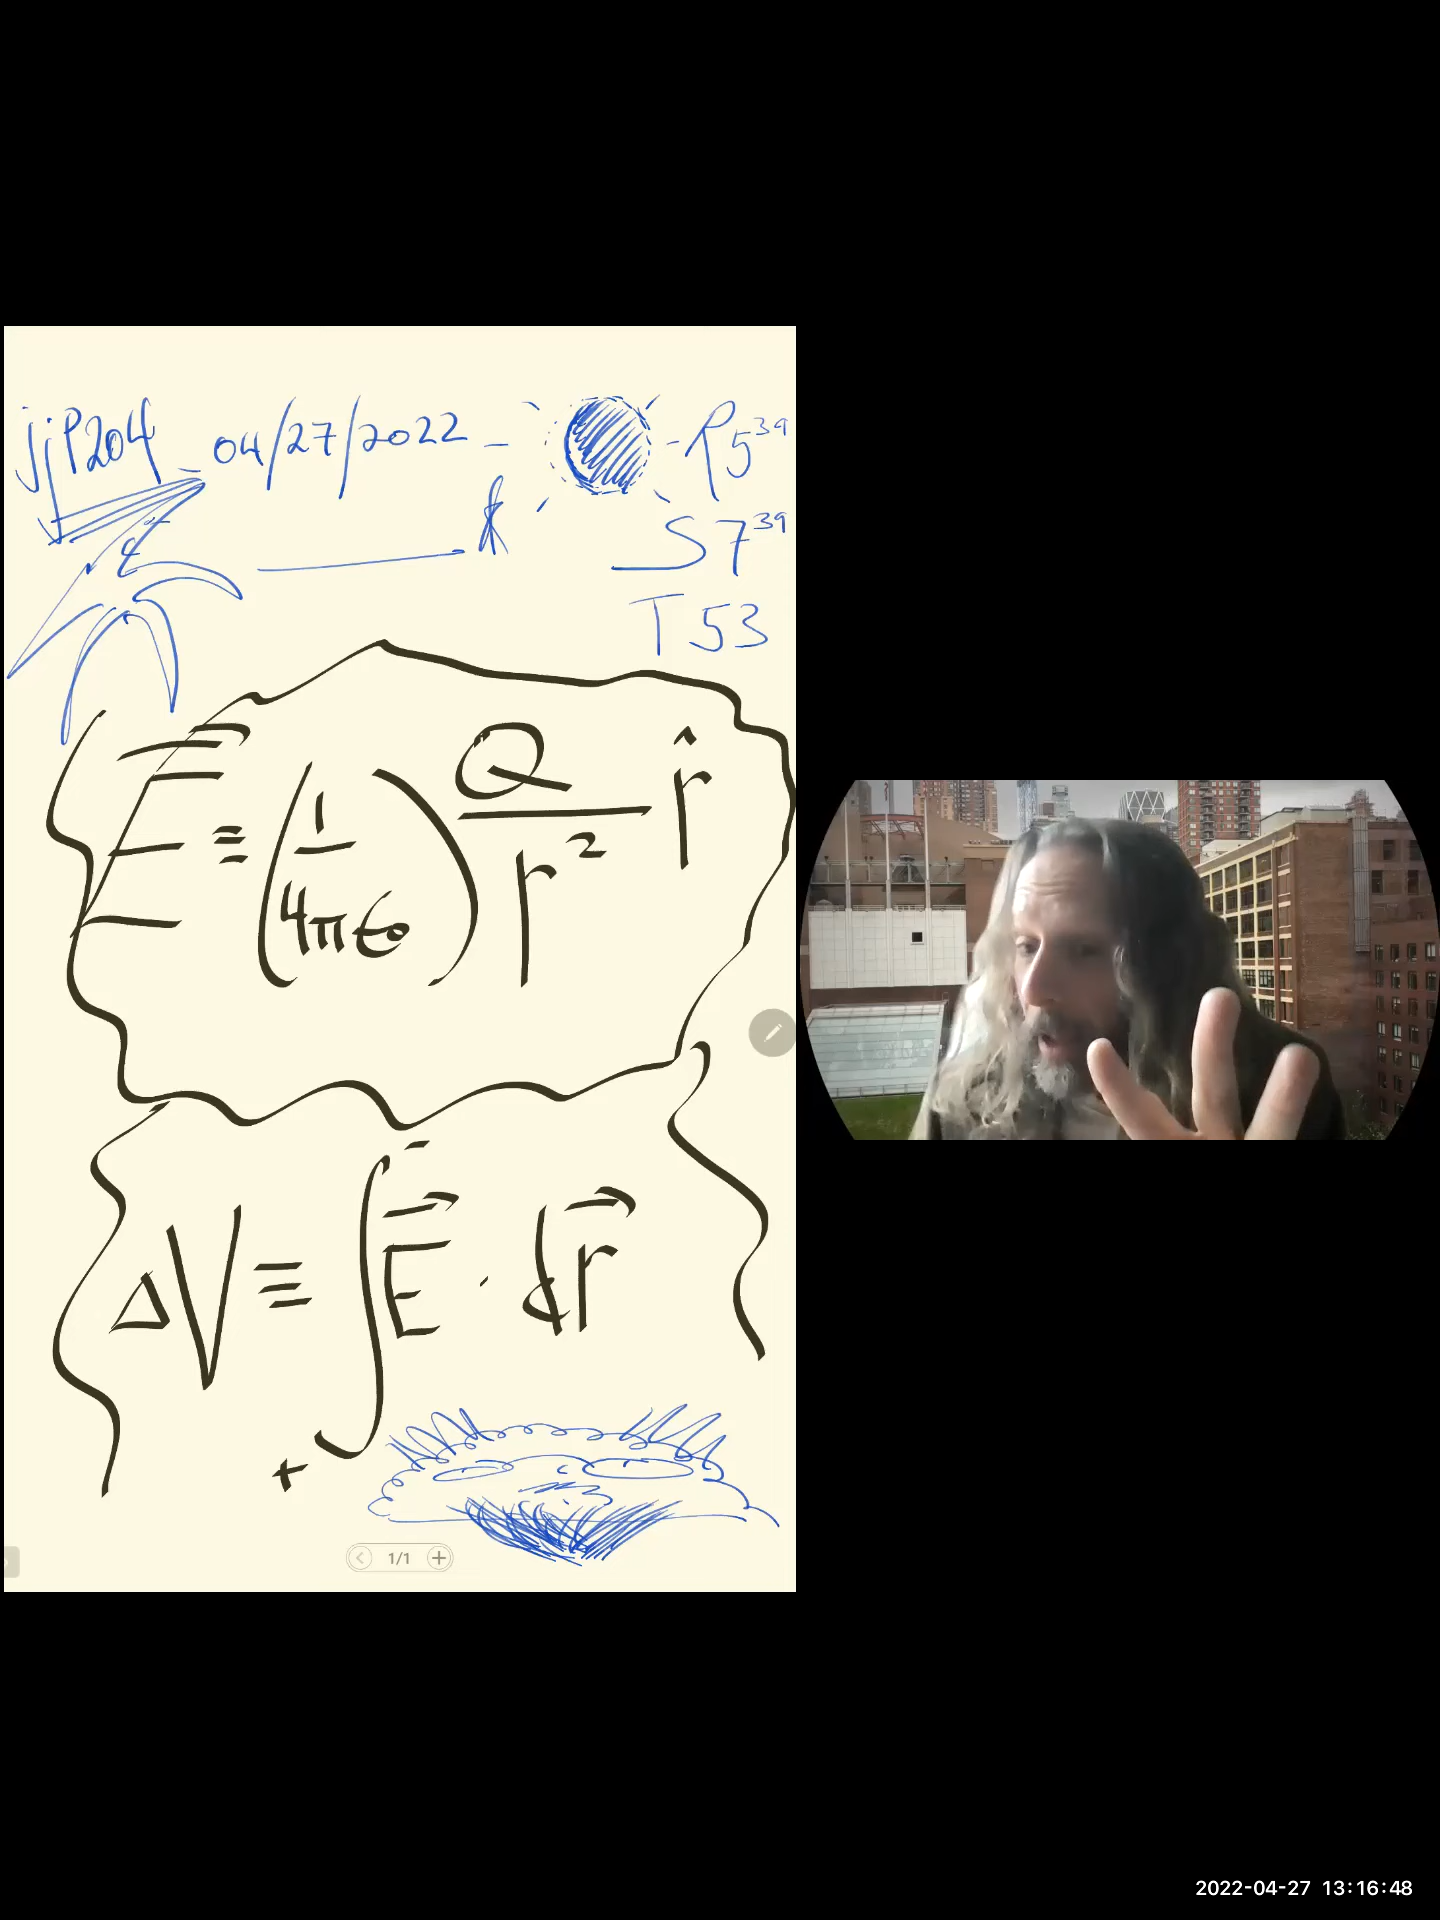 jjP204 04/27/2022 R5³⁹
S7³⁹
T53
E⃗ = (1/4πϵ₀) Q/r² r̂
-
ΔV ≡ ∫ E⃗ · dr⃗
+
1/1
2022-04-27 13:16:48